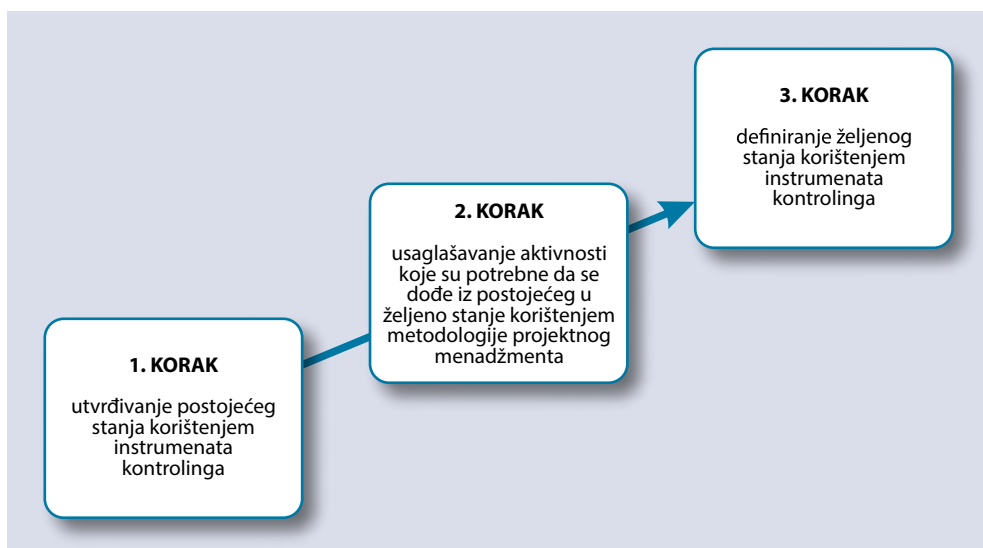 1. KORAK
utvrđivanje postojećeg
stanja korištenjem
instrumenata
kontrolinga
2. KORAK
usaglašavanje aktivnosti
koje su potrebne da se
dođe iz postojećeg u
željeno stanje korištenjem
metodologije projektnog
menadžmenta
3. KORAK
definiranje željenog
stanja korištenjem
instrumenata
kontrolinga